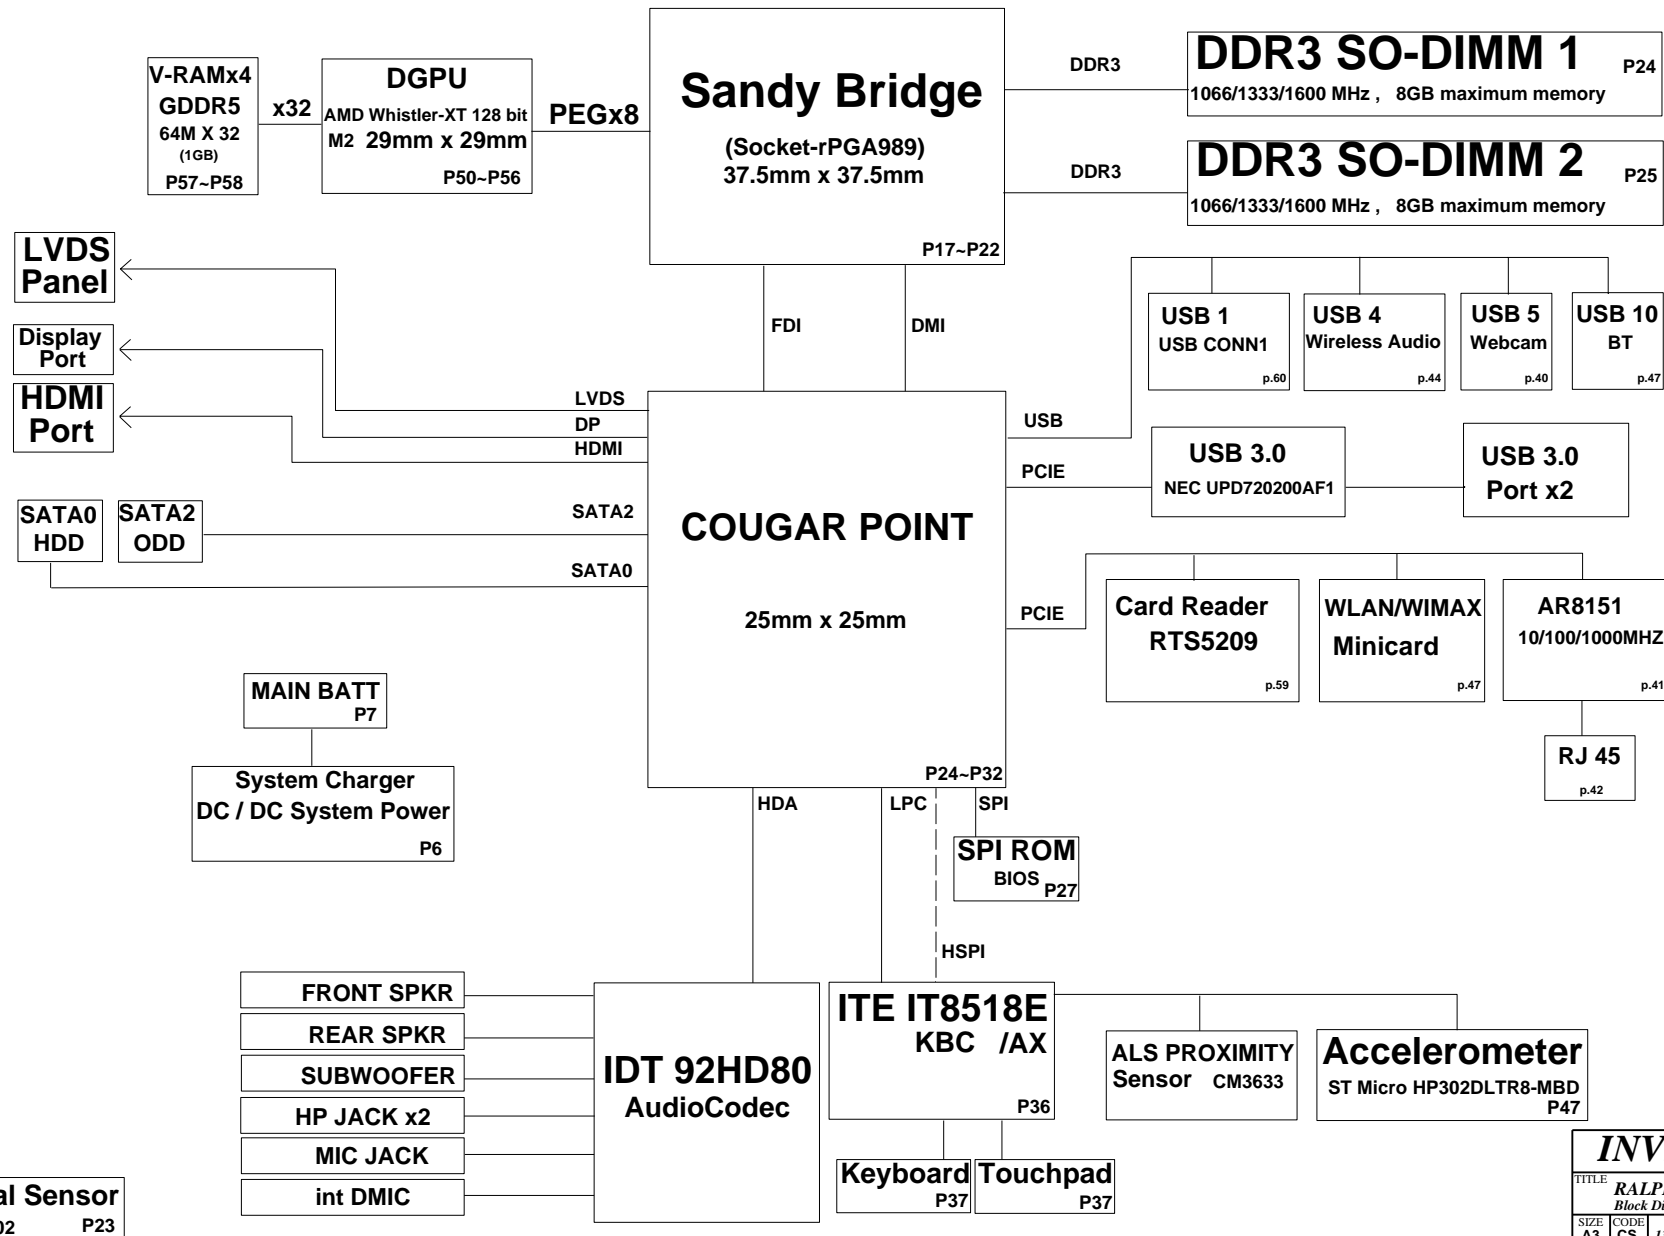 V-RAMx4
GDDR5
64M X 32
(1GB)
P57~P58
x32
DGPU
AMD Whistler-XT 128 bit
M2 29mm x 29mm
P50~P56
PEGx8
Sandy Bridge
(Socket-rPGA989)
37.5mm x 37.5mm
P17~P22
DDR3
DDR3 SO-DIMM 1
P24
1066/1333/1600 MHz , 8GB maximum memory
DDR3
DDR3 SO-DIMM 2
P25
1066/1333/1600 MHz , 8GB maximum memory
LVDS
Panel
Display
Port
HDMI
Port
FDI
DMI
USB 1
USB CONN1
p.60
USB 4
Wireless Audio
p.44
USB 5
Webcam
p.40
USB 10
BT
p.47
LVDS
DP
HDMI
USB
PCIE
USB 3.0
NEC UPD720200AF1
USB 3.0
Port x2
SATA0
HDD
SATA2
ODD
SATA2
SATA0
COUGAR POINT
25mm x 25mm
P24~P32
PCIE
Card Reader
RTS5209
p.59
WLAN/WIMAX
Minicard
p.47
AR8151
10/100/1000MHZ
p.41
RJ 45
p.42
MAIN BATT
P7
System Charger
DC / DC System Power
P6
HDA
LPC
SPI
SPI ROM
BIOS
P27
HSPI
FRONT SPKR
REAR SPKR
SUBWOOFER
HP JACK x2
MIC JACK
int DMIC
IDT 92HD80
AudioCodec
ITE IT8518E
KBC /AX
P36
ALS PROXIMITY
Sensor CM3633
Accelerometer
ST Micro HP302DLTR8-MBD
P47
Keyboard
P37
Touchpad
P37
al Sensor
02 P23
INV
TITLE
RALP
Block Di
SIZE
A3
CODE
CS